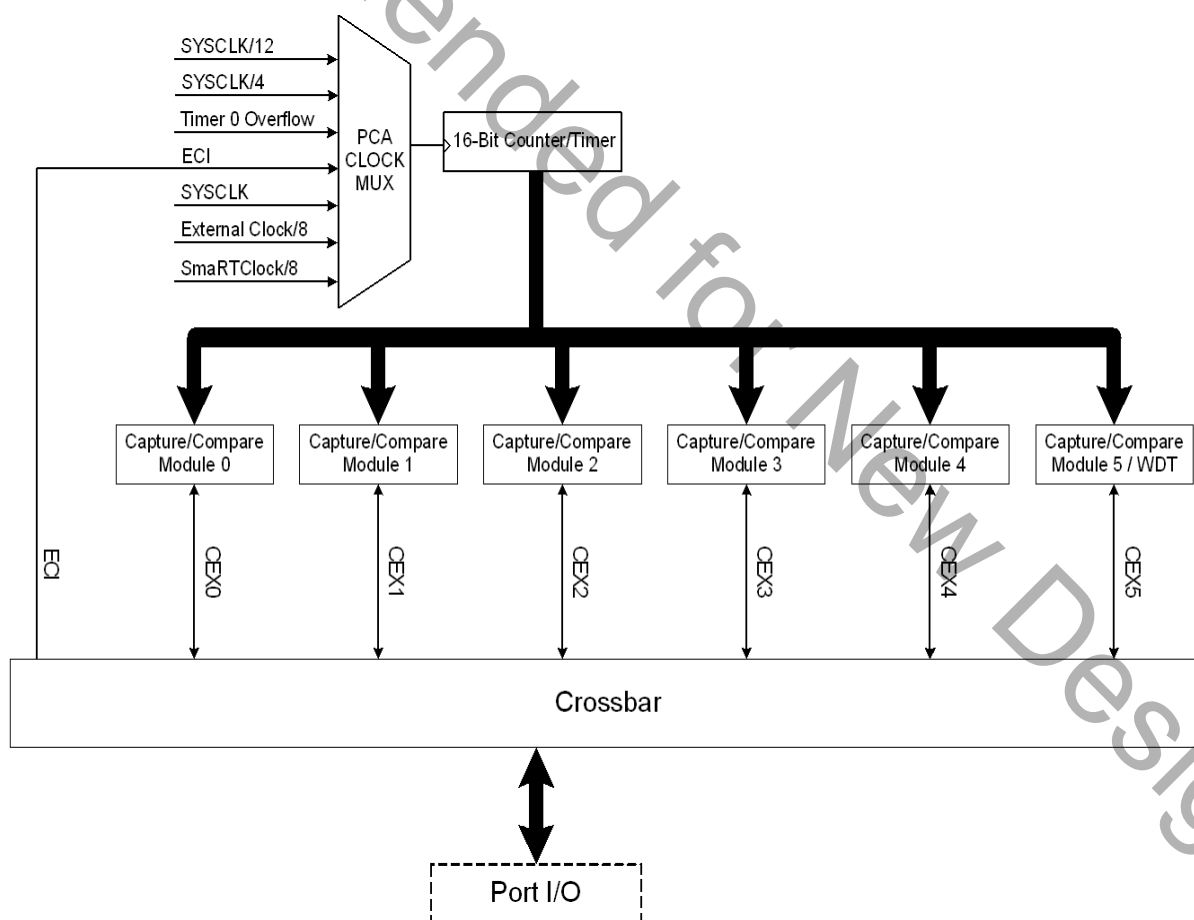 SYSCLK/12
SYSCLK/4
Timer 0 Overflow
ECI
SYSCLK
External Clock/8
SmaRTClock/8
PCA
CLOCK
MUX
16-Bit Counter/Timer
Capture/Compare
Module 0
Capture/Compare
Module 1
Capture/Compare
Module 2
Capture/Compare
Module 3
Capture/Compare
Module 4
Capture/Compare
Module 5 / WDT
ECI
CEX0
CEX1
CEX2
CEX3
CEX4
CEX5
Crossbar
Port I/O
ended for New Desig